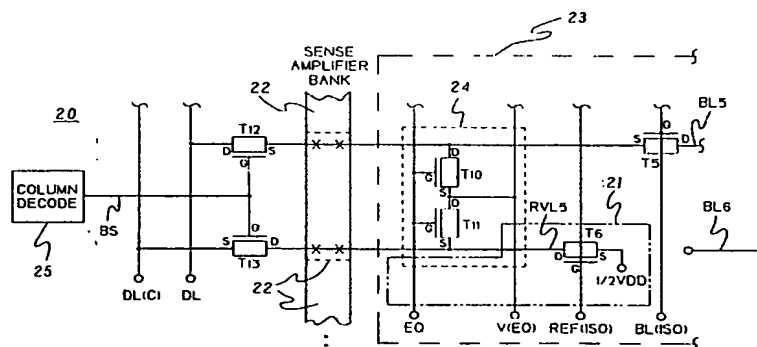 23
SENSE
AMPLIFIER
BANK
22
24
20
T12
D
S
G
D
G
T10
S
S
G
D
T5
BL5
COLUMN
DECODE
25
BS
G
S
D
T13
G
D
T11
S
RVL5
T6
D
S
G
21
1/2VDD
BL6
22
DL(C)
DL
EQ
V(EQ)
REF(ISO)
BL(ISO)